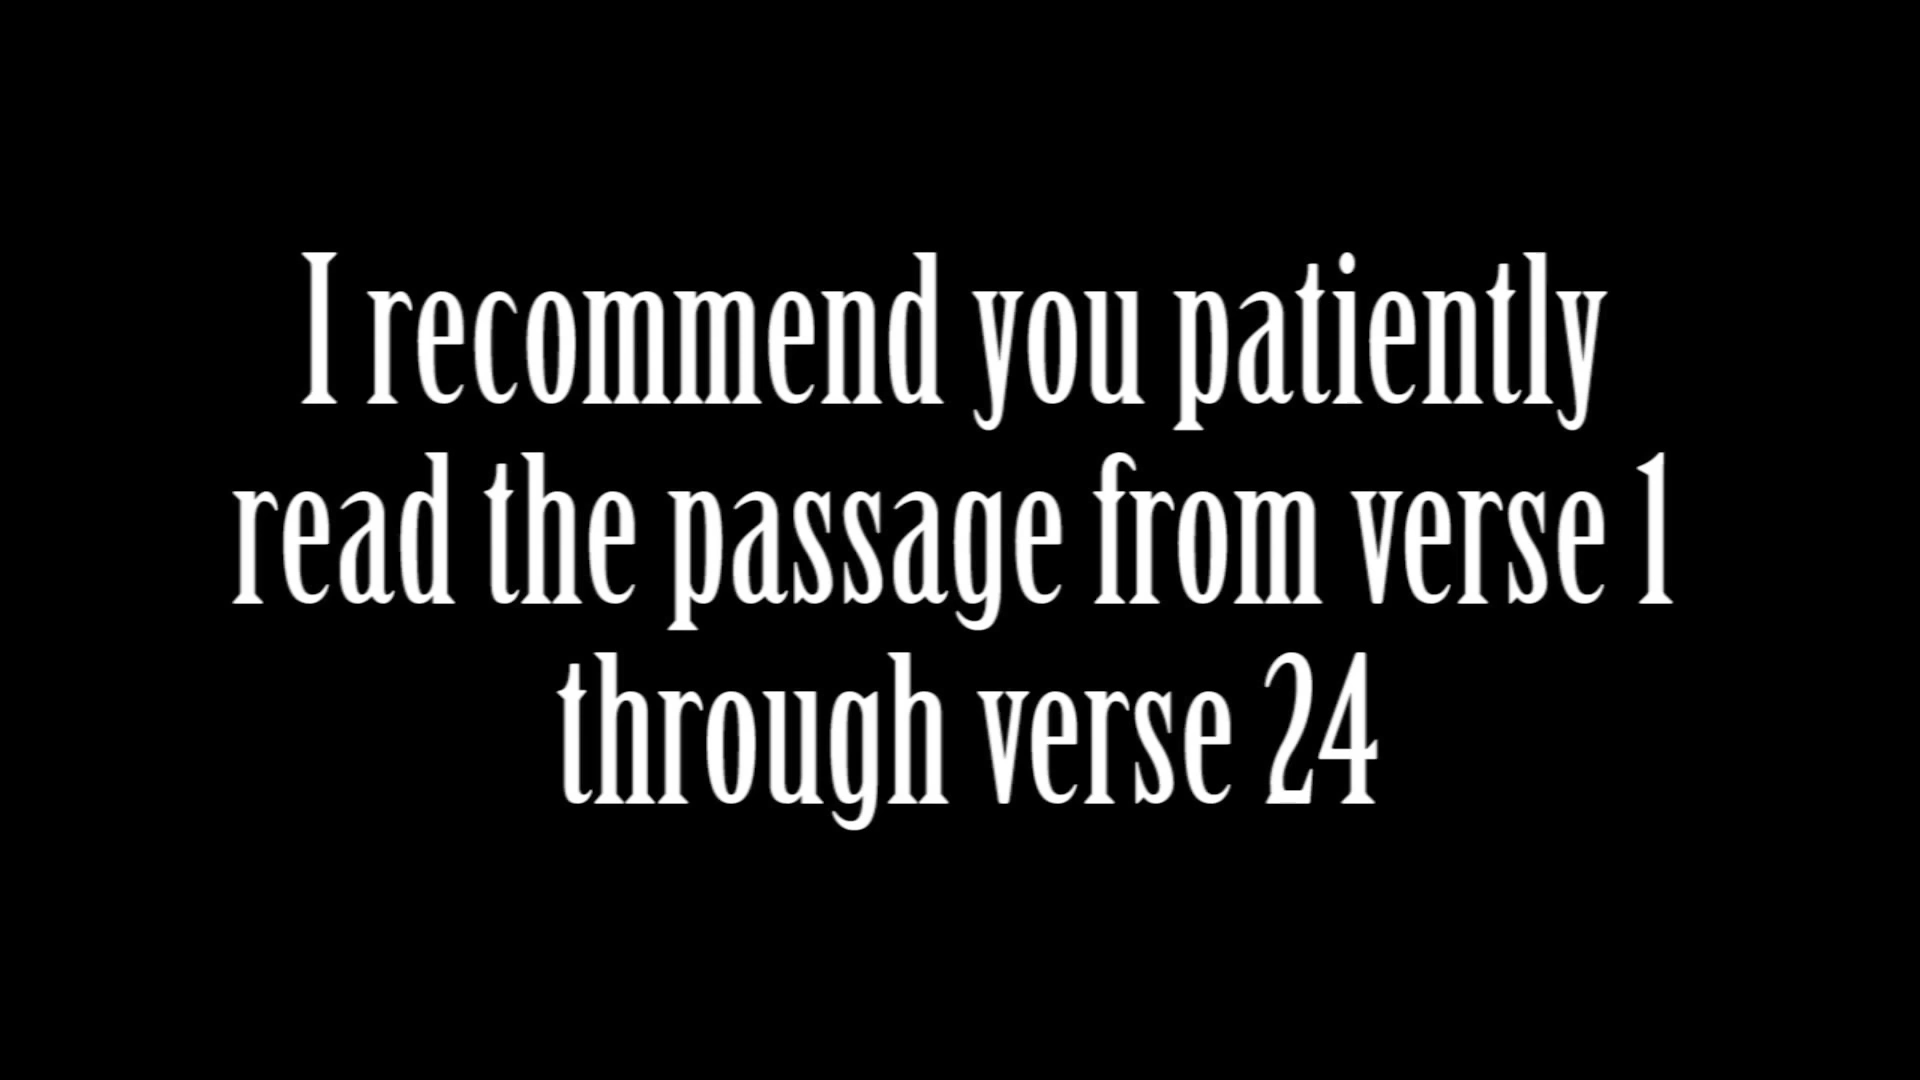 I recommend you patiently
read the passage from verse 1
through verse 24